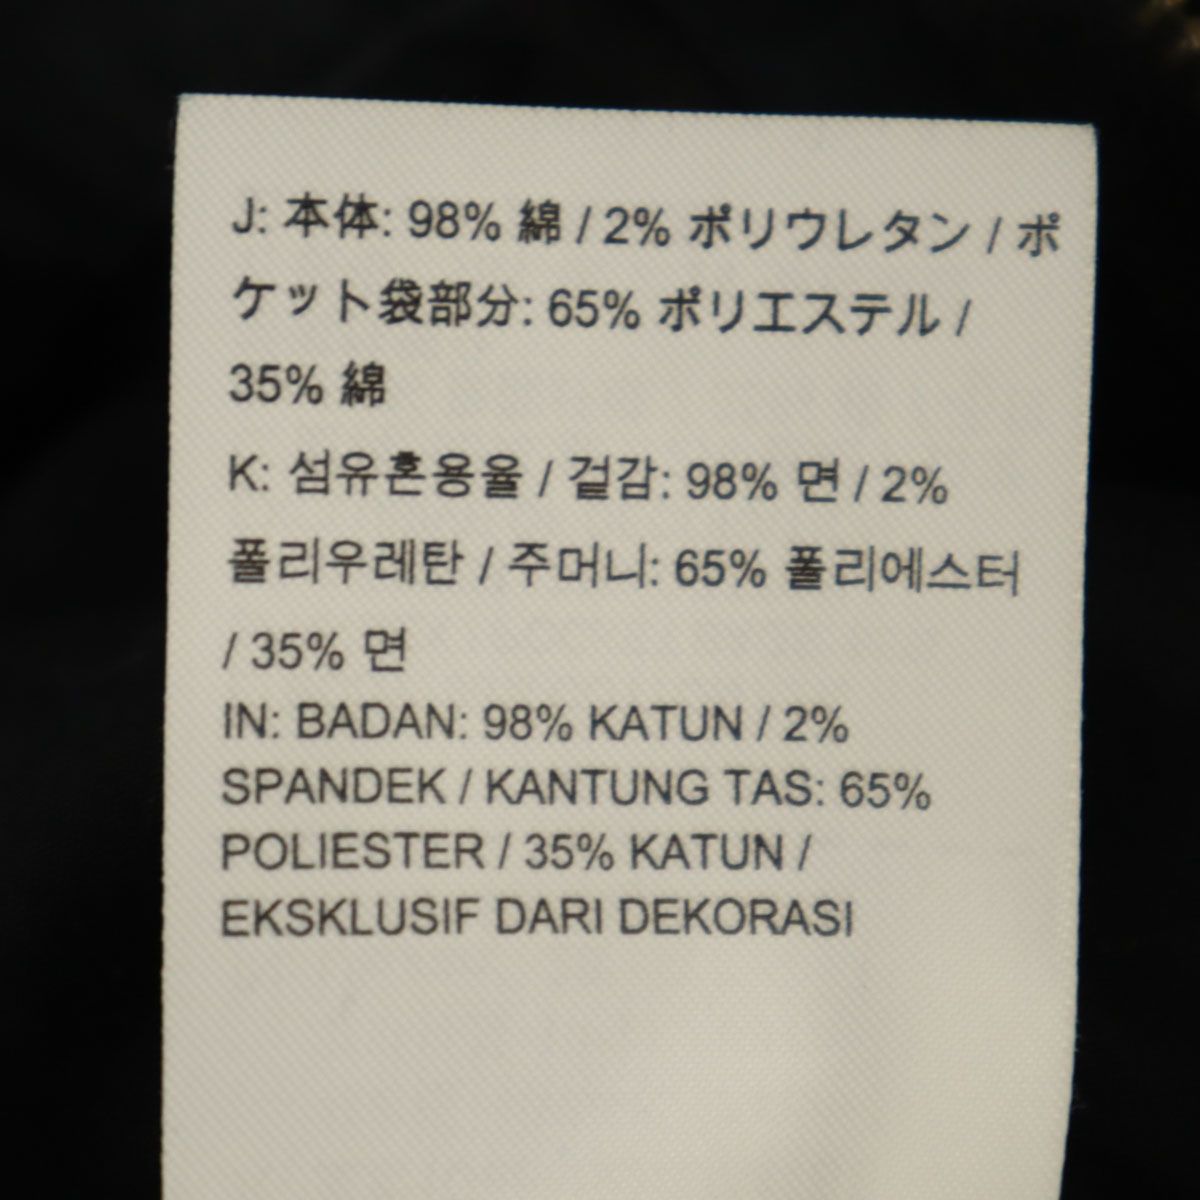 J: 本体: 98% 綿 / 2% ポリウレタン / ポ
ケット袋部分: 65% ポリエステル /
35% 綿
K: 섬유혼용율 / 겉감: 98% 면 / 2%
폴리우레탄 / 주머니: 65% 폴리에스터
/ 35% 면
IN: BADAN: 98% KATUN / 2%
SPANDEK / KANTUNG TAS: 65%
POLIESTER / 35% KATUN /
EKSKLUSIF DARI DEKORASI